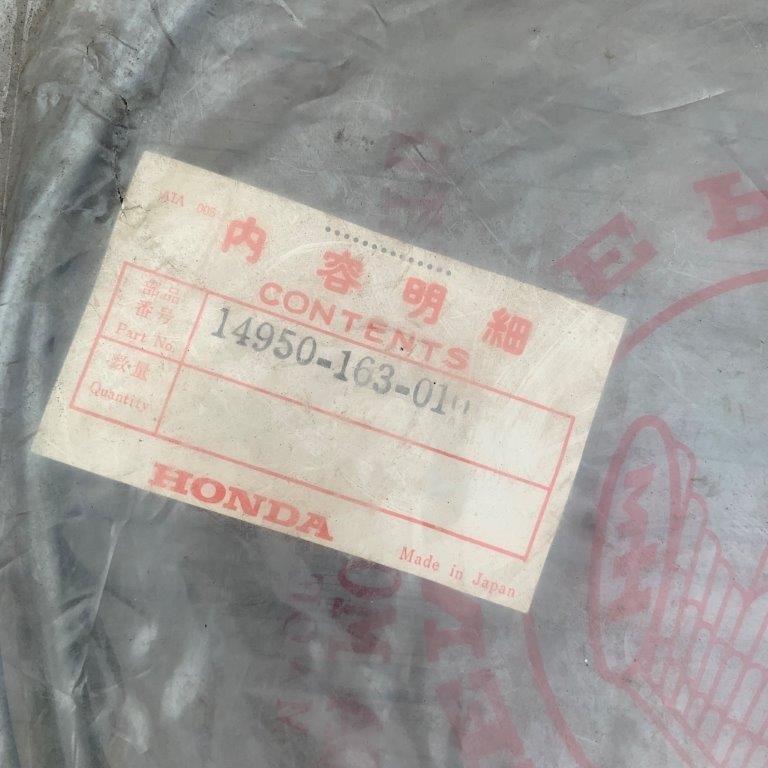 内容明細
CONTENTS
部品
番号
Part No.
14950-163-010
数量
Quantity
HONDA
Made in Japan